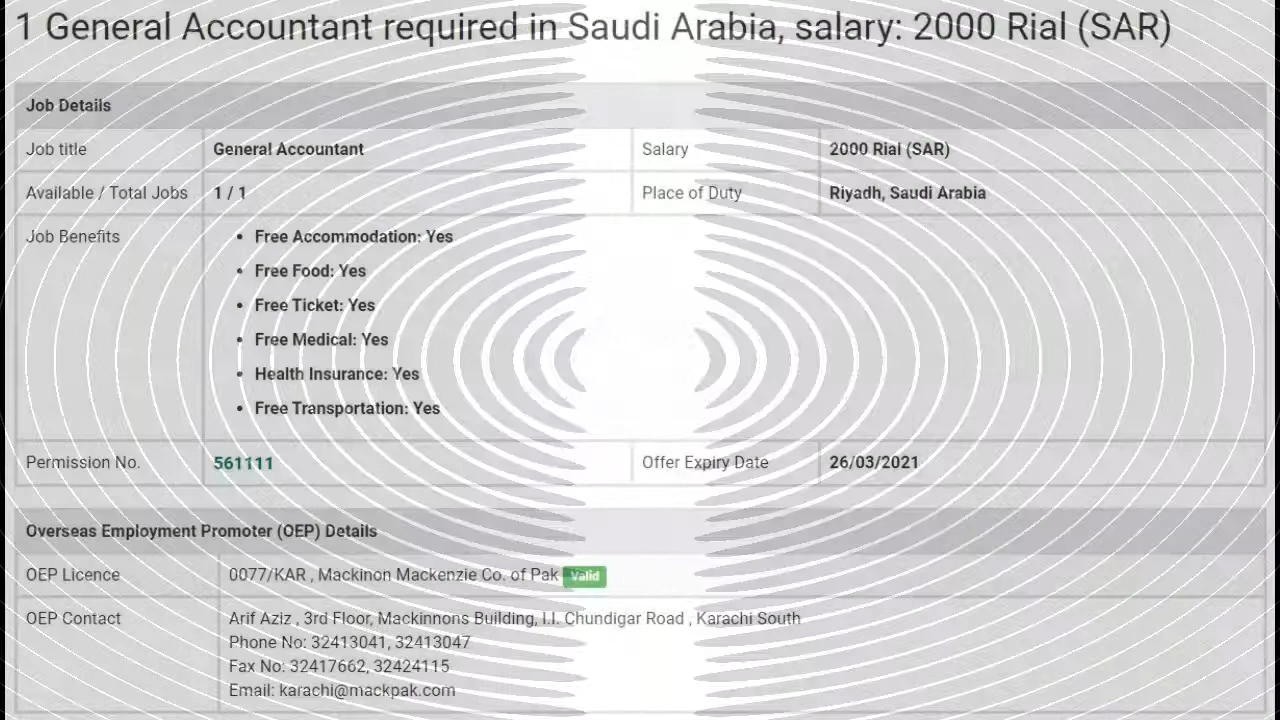 1 General Accountant required in Saudi Arabia, salary: 2000 Rial (SAR)
Job Details
Job title General Accountant Salary 2000 Rial (SAR)
Available / Total Jobs 1 / 1 Place of Duty Riyadh, Saudi Arabia
Job Benefits
• Free Accommodation: Yes
• Free Food: Yes
• Free Ticket: Yes
• Free Medical: Yes
• Health Insurance: Yes
• Free Transportation: Yes
Permission No. 561111 Offer Expiry Date 26/03/2021
Overseas Employment Promoter (OEP) Details
OEP Licence 0077/KAR , Mackinon Mackenzie Co. of Pak Valid
OEP Contact Arif Aziz , 3rd Floor, Mackinnons Building, I.I. Chundigar Road , Karachi South
Phone No: 32413041, 32413047
Fax No: 32417662, 32424115
Email: karachi@mackpak.com